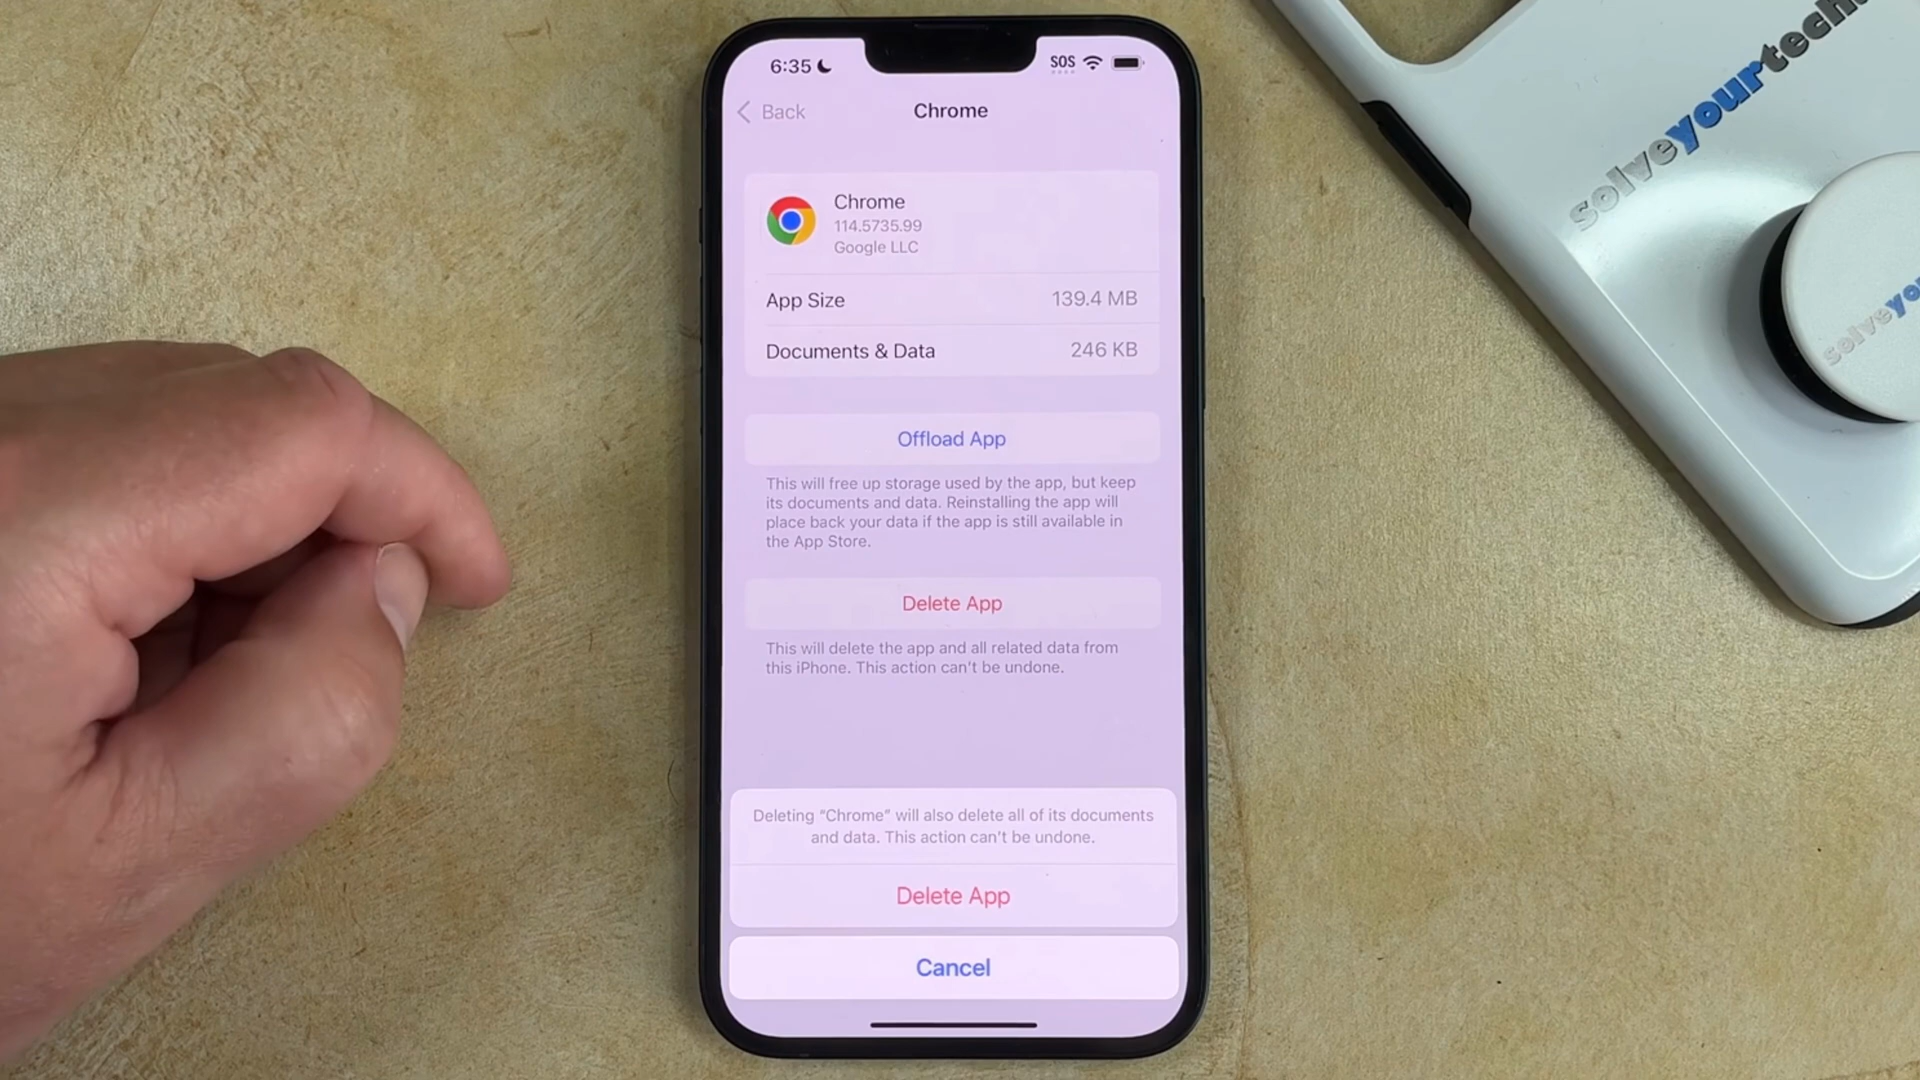 6:35
SOS
Back
Chrome
Chrome
114.5735.99
Google LLC
App Size 139.4 MB
Documents & Data 246 KB
Offload App
This will free up storage used by the app, but keep
its documents and data. Reinstalling the app will
place back your data if the app is still available in
the App Store.
Delete App
This will delete the app and all related data from
this iPhone. This action can't be undone.
Deleting “Chrome” will also delete all of its documents
and data. This action can't be undone.
Delete App
Cancel
solveyourtech
solveyou